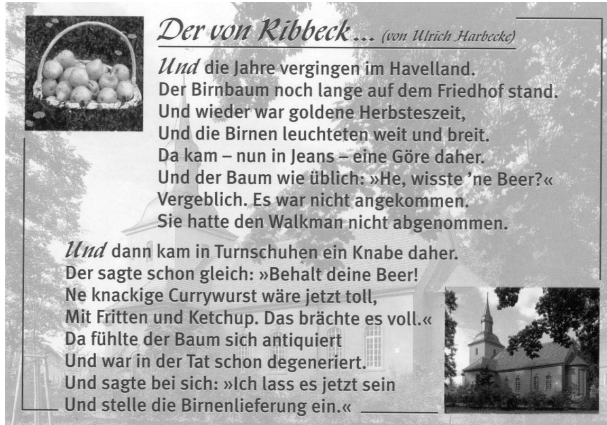 Der von Ribbeck... (von Ulrich Harbecke)
Und die Jahre vergingen im Havelland.
Der Birnbaum noch lange auf dem Friedhof stand.
Und wieder war goldene Herbsteszeit,
Und die Birnen leuchteten weit und breit.
Da kam – nun in Jeans – eine Göre daher.
Und der Baum wie üblich: »He, wisste ’ne Beer?«
Vergeblich. Es war nicht angekommen.
Sie hatte den Walkman nicht abgenommen.
Und dann kam in Turnschuhen ein Knabe daher.
Der sagte schon gleich: »Behalt deine Beer!
Ne knackige Currywurst wäre jetzt toll,
Mit Fritten und Ketchup. Das brächte es voll.«
Da fühlte der Baum sich antiquiert
Und war in der Tat schon degeneriert.
Und sagte bei sich: »Ich lass es jetzt sein
Und stelle die Birnenlieferung ein.«